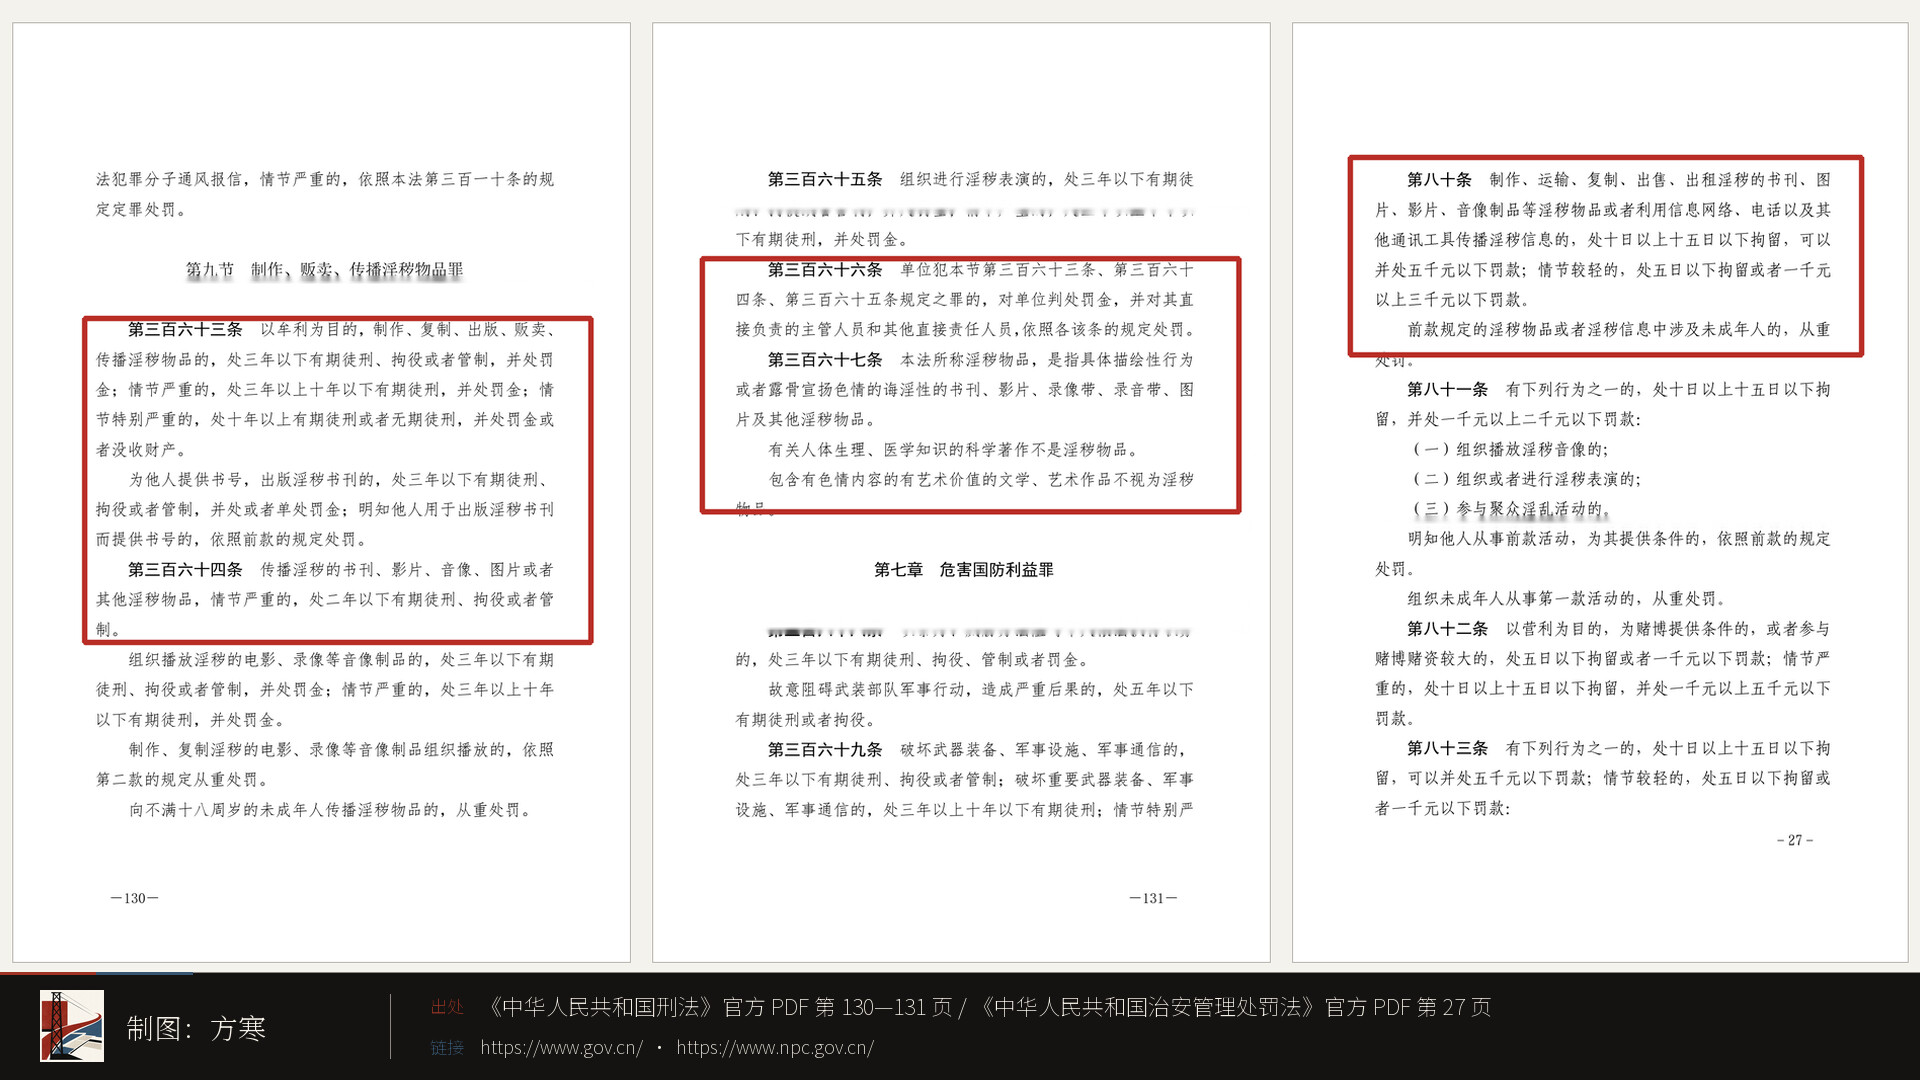 法犯罪分子通风报信，情节严重的，依照本法第三百一十条的规
定定罪处罚。
第九节　制作、贩卖、传播淫秽物品罪
第三百六十三条　以牟利为目的，制作、复制、出版、贩卖、
传播淫秽物品的，处三年以下有期徒刑、拘役或者管制，并处罚
金；情节严重的，处三年以上十年以下有期徒刑，并处罚金；情
节特别严重的，处十年以上有期徒刑或者无期徒刑，并处罚金或
者没收财产。
为他人提供书号，出版淫秽书刊的，处三年以下有期徒刑、
拘役或者管制，并处或者单处罚金；明知他人用于出版淫秽书刊
而提供书号的，依照前款的规定处罚。
第三百六十四条　传播淫秽的书刊、影片、音像、图片或者
其他淫秽物品，情节严重的，处二年以下有期徒刑、拘役或者管
制。
组织播放淫秽的电影、录像等音像制品的，处三年以下有期
徒刑、拘役或者管制，并处罚金；情节严重的，处三年以上十年
以下有期徒刑，并处罚金。
制作、复制淫秽的电影、录像等音像制品组织播放的，依照
第二款的规定从重处罚。
向不满十八周岁的未成年人传播淫秽物品的，从重处罚。
—130—
第三百六十五条　组织进行淫秽表演的，处三年以下有期徒
下有期徒刑，并处罚金。
第三百六十六条　单位犯本节第三百六十三条、第三百六十
四条、第三百六十五条规定之罪的，对单位判处罚金，并对其直
接负责的主管人员和其他直接责任人员，依照各该条的规定处罚。
第三百六十七条　本法所称淫秽物品，是指具体描绘性行为
或者露骨宣扬色情的诲淫性的书刊、影片、录像带、录音带、图
片及其他淫秽物品。
有关人体生理、医学知识的科学著作不是淫秽物品。
包含有色情内容的有艺术价值的文学、艺术作品不视为淫秽
物品。
第七章　危害国防利益罪
的，处三年以下有期徒刑、拘役、管制或者罚金。
故意阻碍武装部队军事行动，造成严重后果的，处五年以下
有期徒刑或者拘役。
第三百六十九条　破坏武器装备、军事设施、军事通信的，
处三年以下有期徒刑、拘役或者管制；破坏重要武器装备、军事
设施、军事通信的，处三年以上十年以下有期徒刑；情节特别严
—131—
第八十条　制作、运输、复制、出售、出租淫秽的书刊、图
片、影片、音像制品等淫秽物品或者利用信息网络、电话以及其
他通讯工具传播淫秽信息的，处十日以上十五日以下拘留，可以
并处五千元以下罚款；情节较轻的，处五日以下拘留或者一千元
以上三千元以下罚款。
前款规定的淫秽物品或者淫秽信息中涉及未成年人的，从重
处罚。
第八十一条　有下列行为之一的，处十日以上十五日以下拘
留，并处一千元以上二千元以下罚款：
（一）组织播放淫秽音像的；
（二）组织或者进行淫秽表演的；
（三）参与聚众淫乱活动的。
明知他人从事前款活动，为其提供条件的，依照前款的规定
处罚。
组织未成年人从事第一款活动的，从重处罚。
第八十二条　以营利为目的，为赌博提供条件的，或者参与
赌博赌资较大的，处五日以下拘留或者一千元以下罚款；情节严
重的，处十日以上十五日以下拘留，并处一千元以上五千元以下
罚款。
第八十三条　有下列行为之一的，处十日以上十五日以下拘
留，可以并处五千元以下罚款；情节较轻的，处五日以下拘留或
者一千元以下罚款：
－27－
制图：方寒
出处　《中华人民共和国刑法》官方 PDF 第 130—131 页 / 《中华人民共和国治安管理处罚法》官方 PDF 第 27 页
链接　https://www.gov.cn/ · https://www.npc.gov.cn/